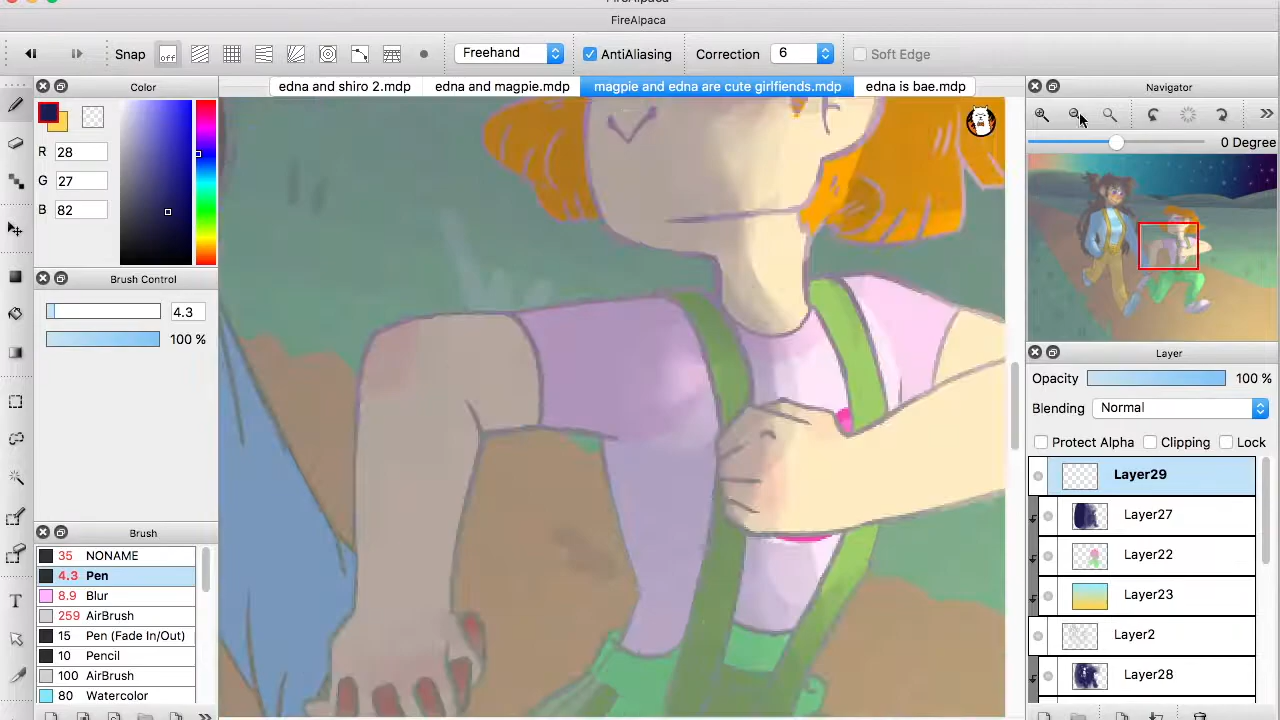 FireAlpaca
FireAlpaca
Snap off Freehand AntiAliasing Correction 6 Soft Edge
Color edna and shiro 2.mdp edna and magpie.mdp magpie and edna are cute girlfiends.mdp edna is bae.mdp Navigator
R 28
G 27
B 82
0 Degree
Brush Control
4.3
100 %
Layer
Opacity 100 %
Blending Normal
Protect Alpha Clipping Lock
Layer29
Layer27
Layer22
Layer23
Layer2
Layer28
Brush
35 NONAME
4.3 Pen
8.9 Blur
259 AirBrush
15 Pen (Fade In/Out)
10 Pencil
100 AirBrush
80 Watercolor
T